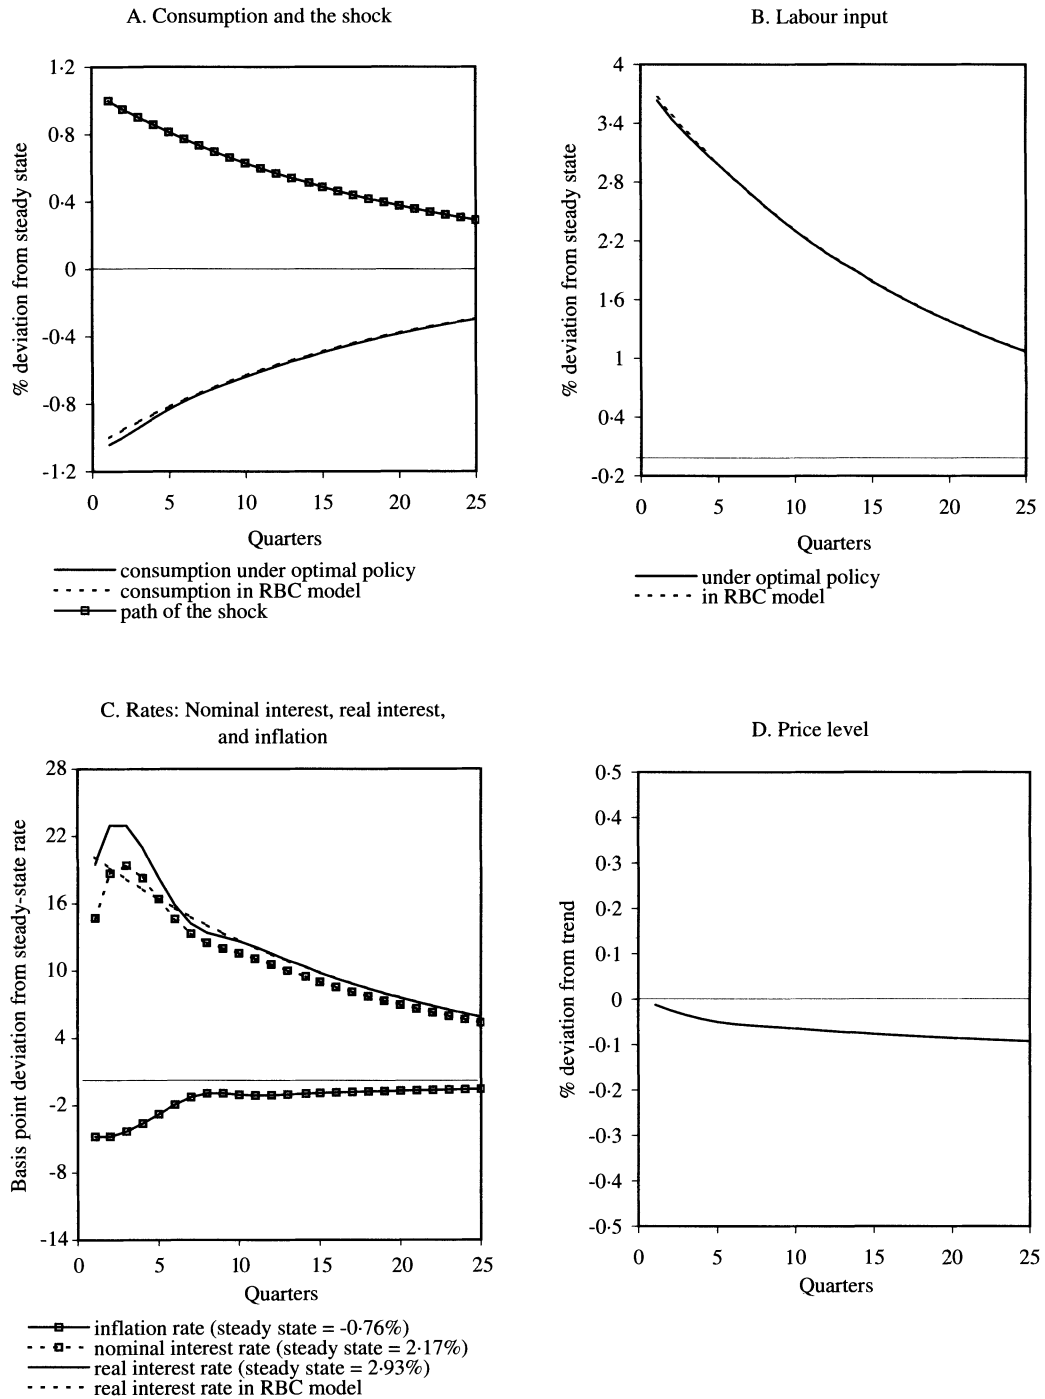 A. Consumption and the shock
% deviation from steady state
1·2
0·8
0·4
0
-0·4
-0·8
-1·2
0 5 10 15 20 25
Quarters
consumption under optimal policy
consumption in RBC model
path of the shock
B. Labour input
% deviation from steady state
4
3·4
2·8
2·2
1·6
1
0·4
-0·2
0 5 10 15 20 25
Quarters
under optimal policy
in RBC model
C. Rates: Nominal interest, real interest,
and inflation
Basis point deviation from steady-state rate
28
22
16
10
4
-2
-8
-14
0 5 10 15 20 25
Quarters
inflation rate (steady state = -0·76%)
nominal interest rate (steady state = 2·17%)
real interest rate (steady state = 2·93%)
real interest rate in RBC model
D. Price level
% deviation from trend
0·5
0·4
0·3
0·2
0·1
0
-0·1
-0·2
-0·3
-0·4
-0·5
0 5 10 15 20 25
Quarters